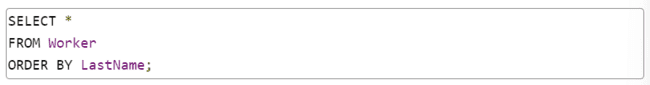 SELECT *
FROM Worker
ORDER BY LastName;